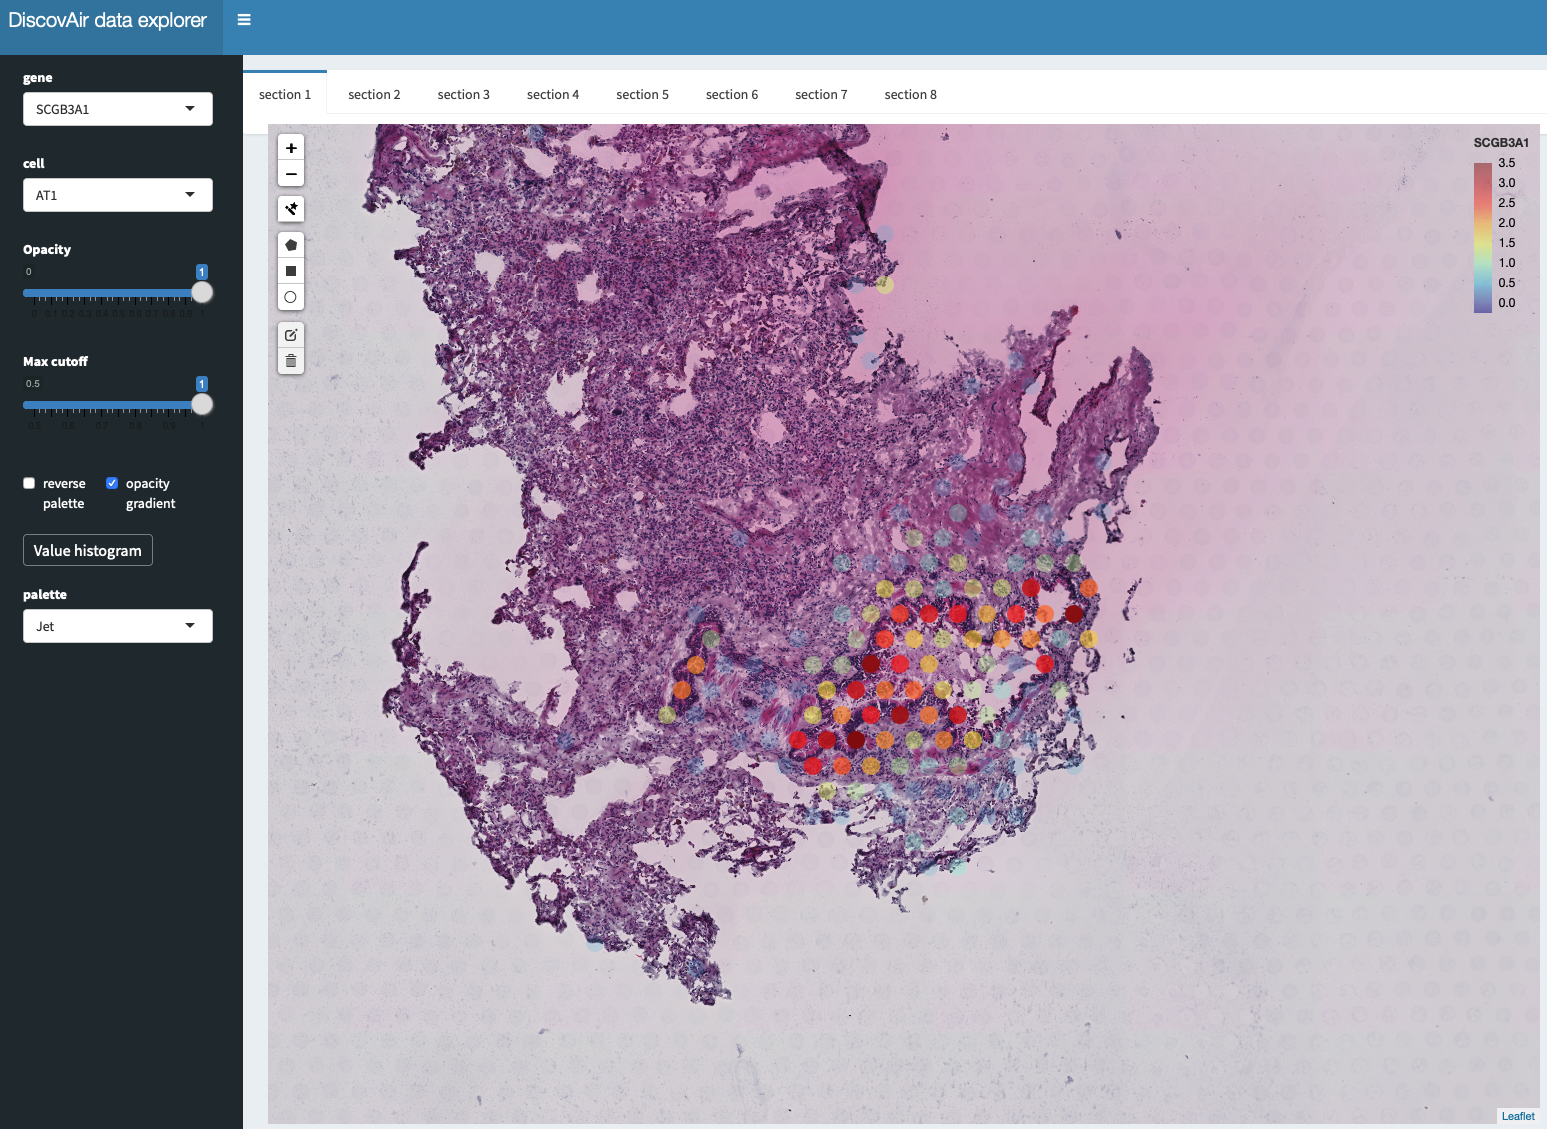 DiscovAir data explorer
gene
SCGB3A1
cell
AT1
Opacity
0
1
0 0.1 0.2 0.3 0.4 0.5 0.6 0.7 0.8 0.9 1
Max cutoff
0.5
1
0.5 0.6 0.7 0.8 0.9 1
reverse palette
opacity gradient
Value histogram
palette
Jet
section 1 section 2 section 3 section 4 section 5 section 6 section 7 section 8
+
−
SCGB3A1
3.5
3.0
2.5
2.0
1.5
1.0
0.5
0.0
Leaflet